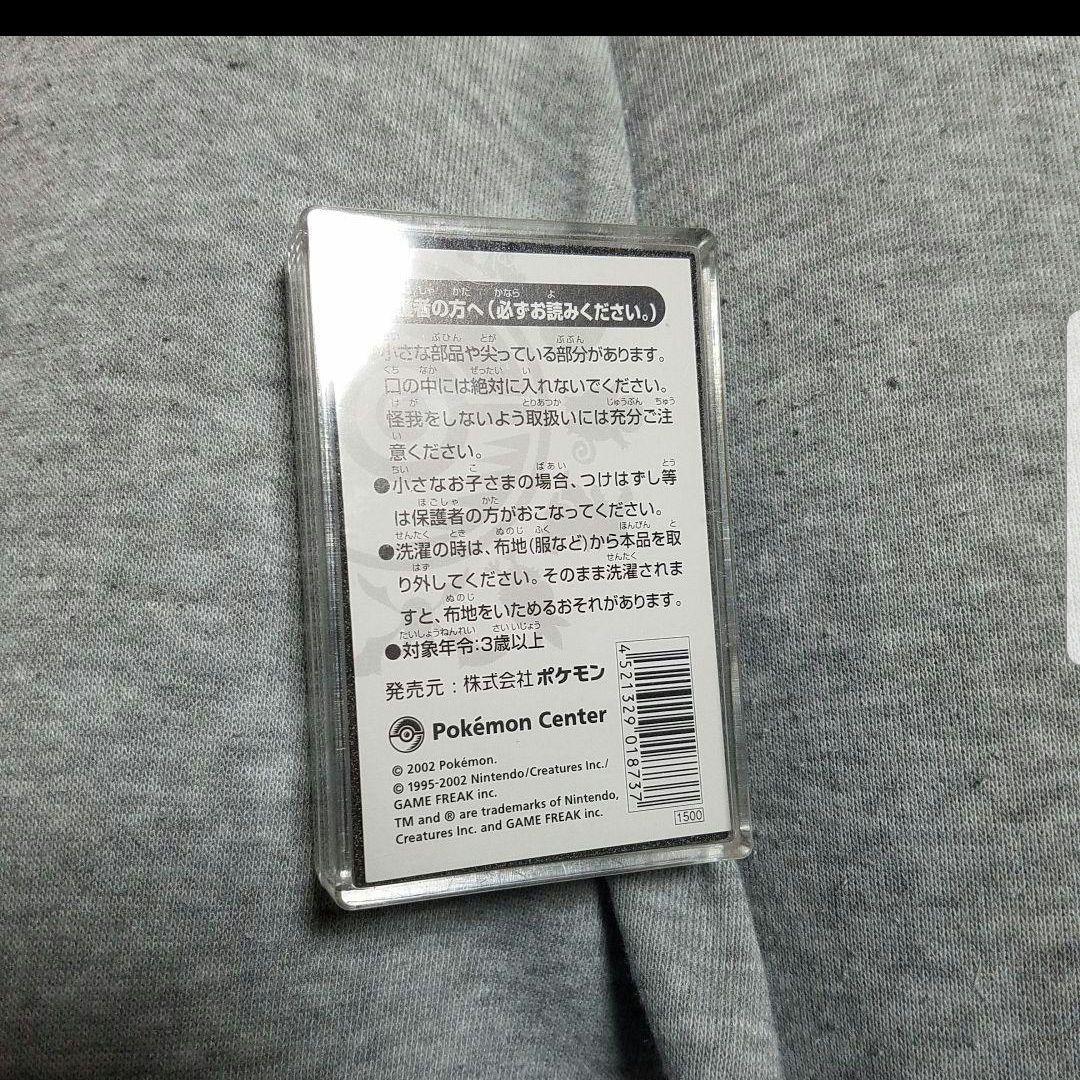 者の方へ(必ずお読みください。)
小さな部品や尖っている部分があります。
口の中には絶対に入れないでください。
怪我をしないよう取扱いには充分ご注
意ください。
●小さなお子さまの場合、つけはずし等
は保護者の方がおこなってください。
●洗濯の時は、布地(服など)から本品を取
り外してください。そのまま洗濯されま
すと、布地をいためるおそれがあります。
●対象年令:3歳以上
発売元:株式会社ポケモン
Pokémon Center
© 2002 Pokémon.
© 1995-2002 Nintendo/Creatures Inc./
GAME FREAK inc.
TM and ® are trademarks of Nintendo,
Creatures Inc. and GAME FREAK inc.
4521329018737
1500